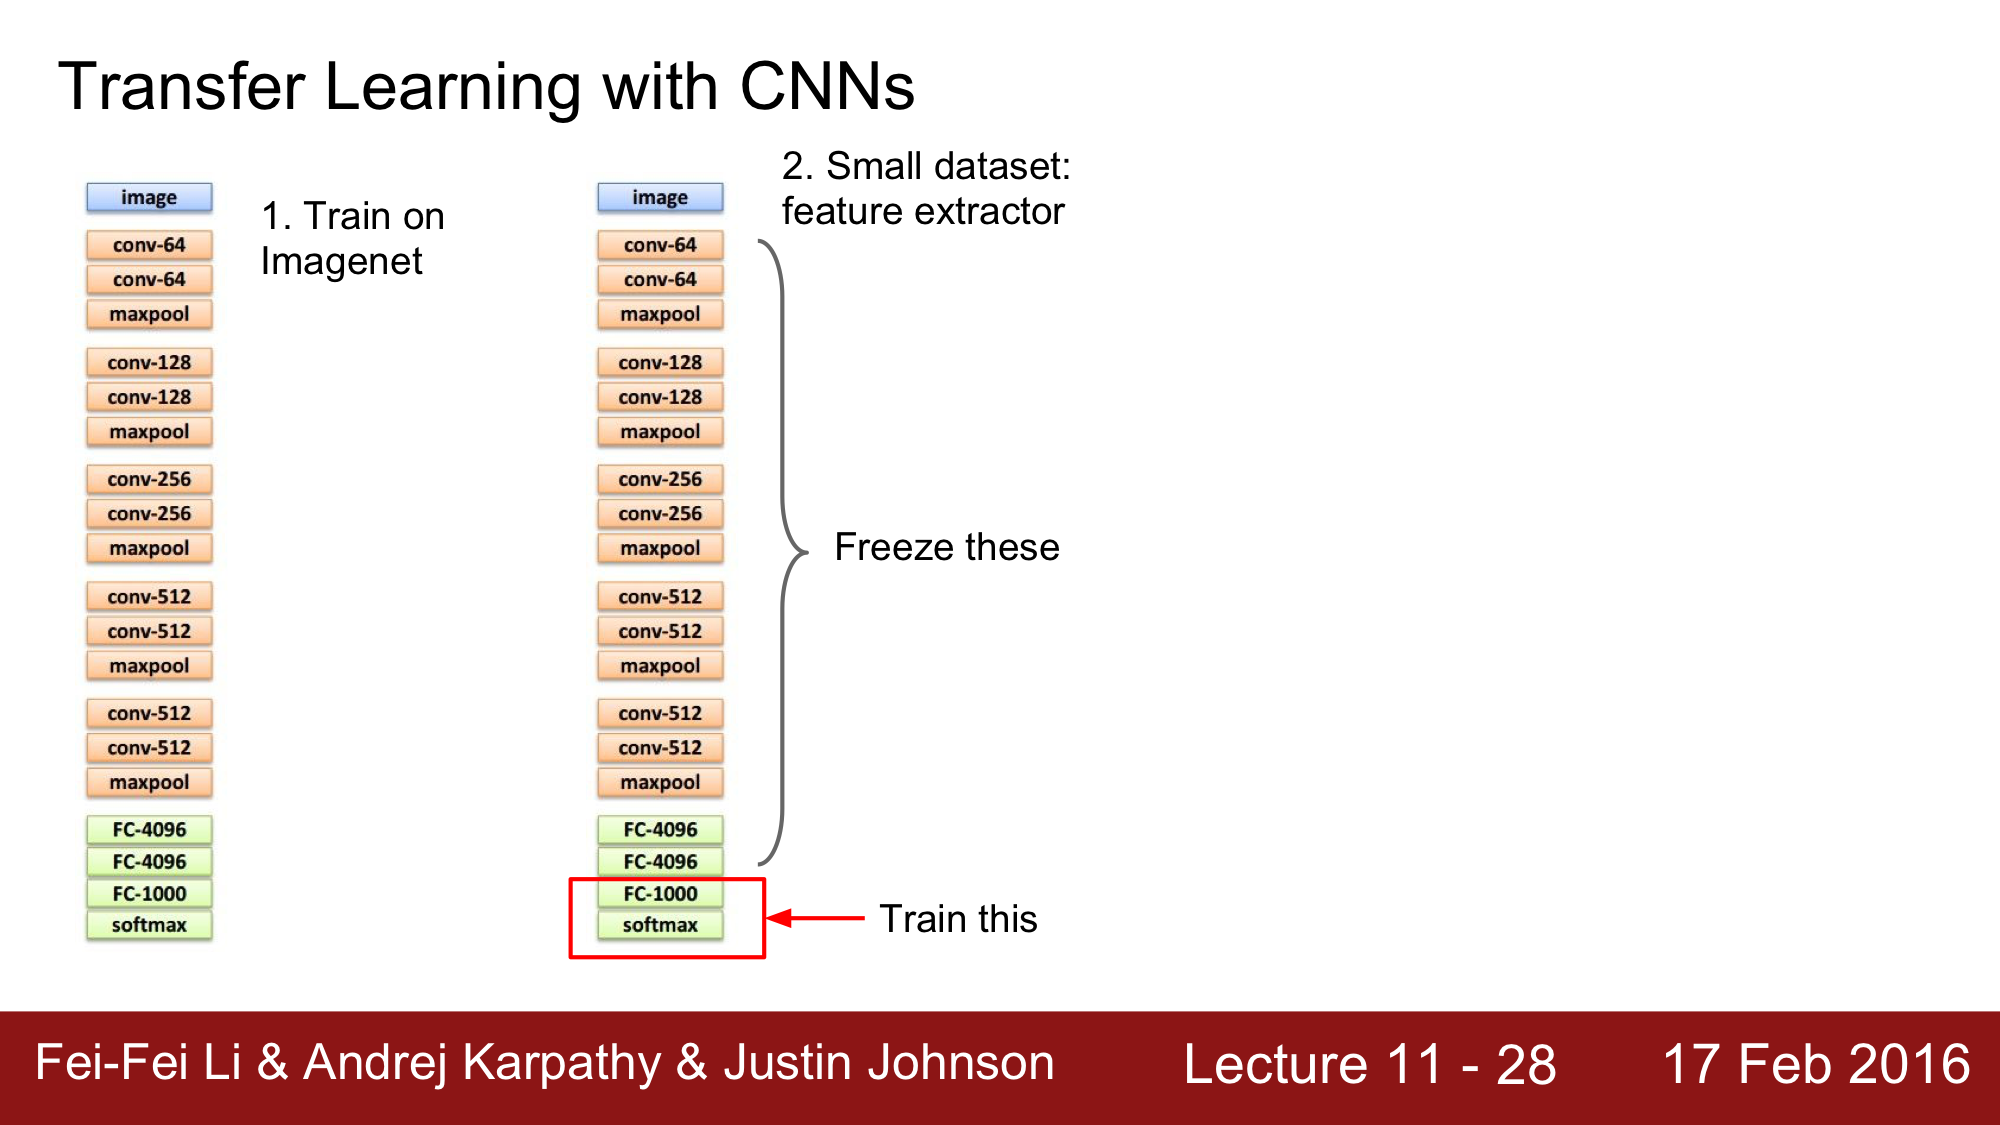 Transfer Learning with CNNs
image
conv-64
conv-64
maxpool
conv-128
conv-128
maxpool
conv-256
conv-256
maxpool
conv-512
conv-512
maxpool
conv-512
conv-512
maxpool
FC-4096
FC-4096
FC-1000
softmax
1. Train on
Imagenet
image
conv-64
conv-64
maxpool
conv-128
conv-128
maxpool
conv-256
conv-256
maxpool
conv-512
conv-512
maxpool
conv-512
conv-512
maxpool
FC-4096
FC-4096
FC-1000
softmax
2. Small dataset:
feature extractor
Freeze these
Train this
Fei-Fei Li & Andrej Karpathy & Justin Johnson
Lecture 11 - 28
17 Feb 2016